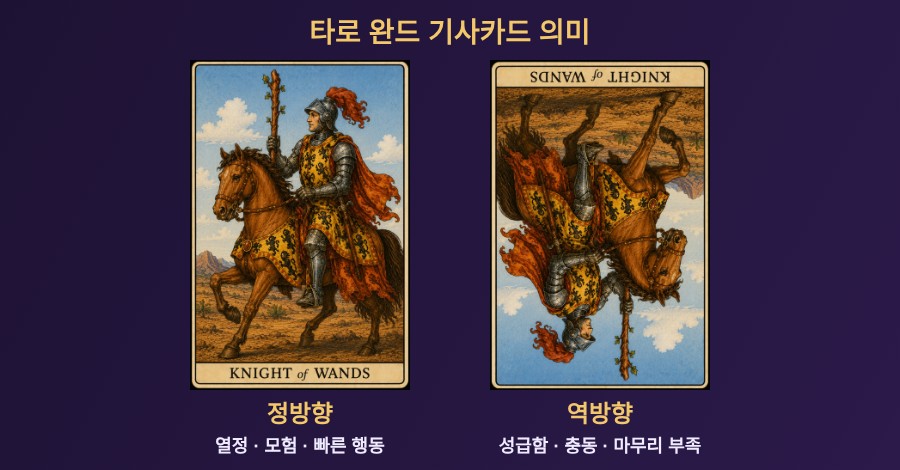 타로 완드 기사카드 의미
KNIGHT of WANDS
KNIGHT of WANDS
정방향
역방향
열정 · 모험 · 빠른 행동
성급함 · 충동 · 마무리 부족